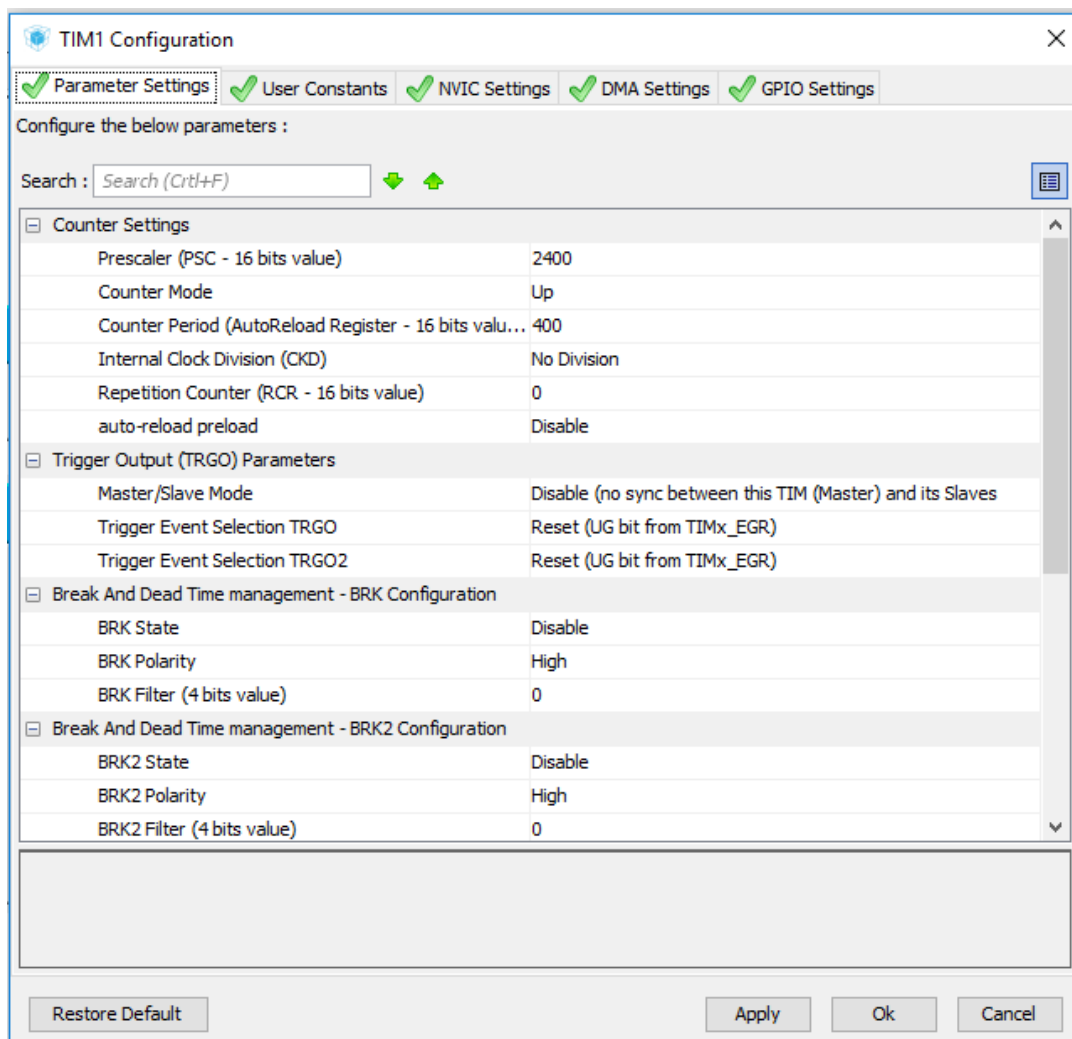 TIM1 Configuration
Parameter Settings User Constants NVIC Settings DMA Settings GPIO Settings
Configure the below parameters :
Search : Search (Crtl+F)
Counter Settings
Prescaler (PSC - 16 bits value) 2400
Counter Mode Up
Counter Period (AutoReload Register - 16 bits valu... 400
Internal Clock Division (CKD) No Division
Repetition Counter (RCR - 16 bits value) 0
auto-reload preload Disable
Trigger Output (TRGO) Parameters
Master/Slave Mode Disable (no sync between this TIM (Master) and its Slaves
Trigger Event Selection TRGO Reset (UG bit from TIMx_EGR)
Trigger Event Selection TRGO2 Reset (UG bit from TIMx_EGR)
Break And Dead Time management - BRK Configuration
BRK State Disable
BRK Polarity High
BRK Filter (4 bits value) 0
Break And Dead Time management - BRK2 Configuration
BRK2 State Disable
BRK2 Polarity High
BRK2 Filter (4 bits value) 0
Restore Default Apply Ok Cancel